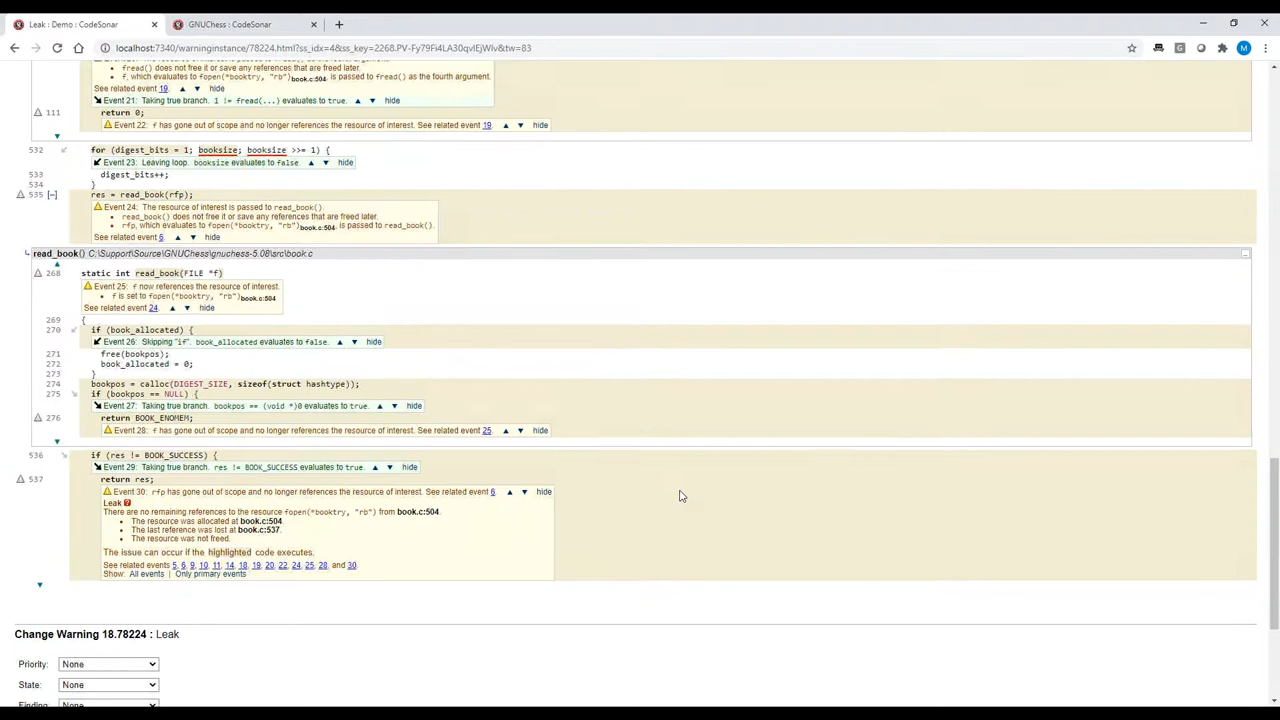 Leak : Demo : CodeSonar
GNUChess : CodeSonar
localhost:7340/warninginstance/78224.html?ss_idx=4&ss_key=2268.PV-Fy79Fi4LA30qvlEjWlv&tw=83
M
fread() does not free it or save any references that are freed later.
f, which evaluates to fopen(*booktry, "rb")book.c:504, is passed to fread() as the fourth argument.
See related event 19. hide
Event 21: Taking true branch. 1 != fread(...) evaluates to true. hide
111 return 0;
Event 22: f has gone out of scope and no longer references the resource of interest. See related event 19. hide
532 for (digest_bits = 1; booksize; booksize >>= 1) {
Event 23: Leaving loop. booksize evaluates to false. hide
533 digest_bits++;
534 }
535 [−] res = read_book(rfp);
Event 24: The resource of interest is passed to read_book().
read_book() does not free it or save any references that are freed later.
rfp, which evaluates to fopen(*booktry, "rb")book.c:504, is passed to read_book().
See related event 6. hide
read_book() C:\Support\Source\GNUChess\gnuchess-5.08\src\book.c
268 static int read_book(FILE *f)
Event 25: f now references the resource of interest.
f is set to fopen(*booktry, "rb")book.c:504
See related event 24. hide
269 {
270 if (book_allocated) {
Event 26: Skipping "if". book_allocated evaluates to false. hide
271 free(bookpos);
272 book_allocated = 0;
273 }
274 bookpos = calloc(DIGEST_SIZE, sizeof(struct hashtype));
275 if (bookpos == NULL) {
Event 27: Taking true branch. bookpos == (void *)0 evaluates to true. hide
276 return BOOK_ENOMEM;
Event 28: f has gone out of scope and no longer references the resource of interest. See related event 25. hide
536 if (res != BOOK_SUCCESS) {
Event 29: Taking true branch. res != BOOK_SUCCESS evaluates to true. hide
537 return res;
Event 30: rfp has gone out of scope and no longer references the resource of interest. See related event 6. hide
Leak ?
There are no remaining references to the resource fopen(*booktry, "rb") from book.c:504.
The resource was allocated at book.c:504.
The last reference was lost at book.c:537.
The resource was not freed.
The issue can occur if the highlighted code executes.
See related events 5, 6, 9, 10, 11, 14, 18, 19, 20, 22, 24, 25, 28, and 30.
Show: All events | Only primary events
Change Warning 18.78224 : Leak
Priority: None
State: None
Finding: None